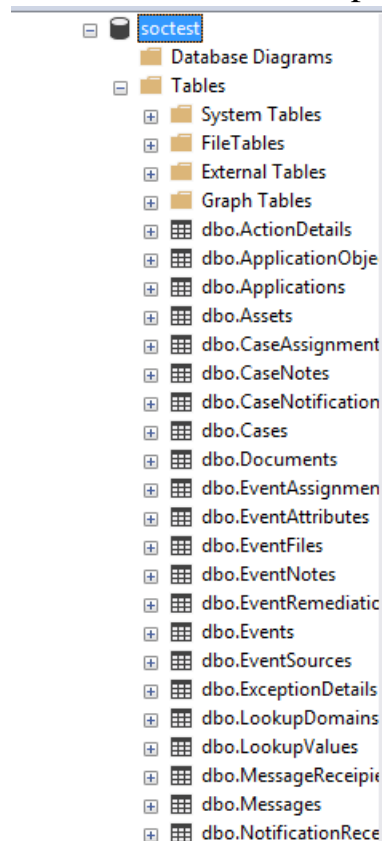 soctest
Database Diagrams
Tables
System Tables
FileTables
External Tables
Graph Tables
dbo.ActionDetails
dbo.ApplicationObje
dbo.Applications
dbo.Assets
dbo.CaseAssignment
dbo.CaseNotes
dbo.CaseNotification
dbo.Cases
dbo.Documents
dbo.EventAssignmen
dbo.EventAttributes
dbo.EventFiles
dbo.EventNotes
dbo.EventRemediatic
dbo.Events
dbo.EventSources
dbo.ExceptionDetails
dbo.LookupDomains
dbo.LookupValues
dbo.MessageReceipie
dbo.Messages
dbo.NotificationRece